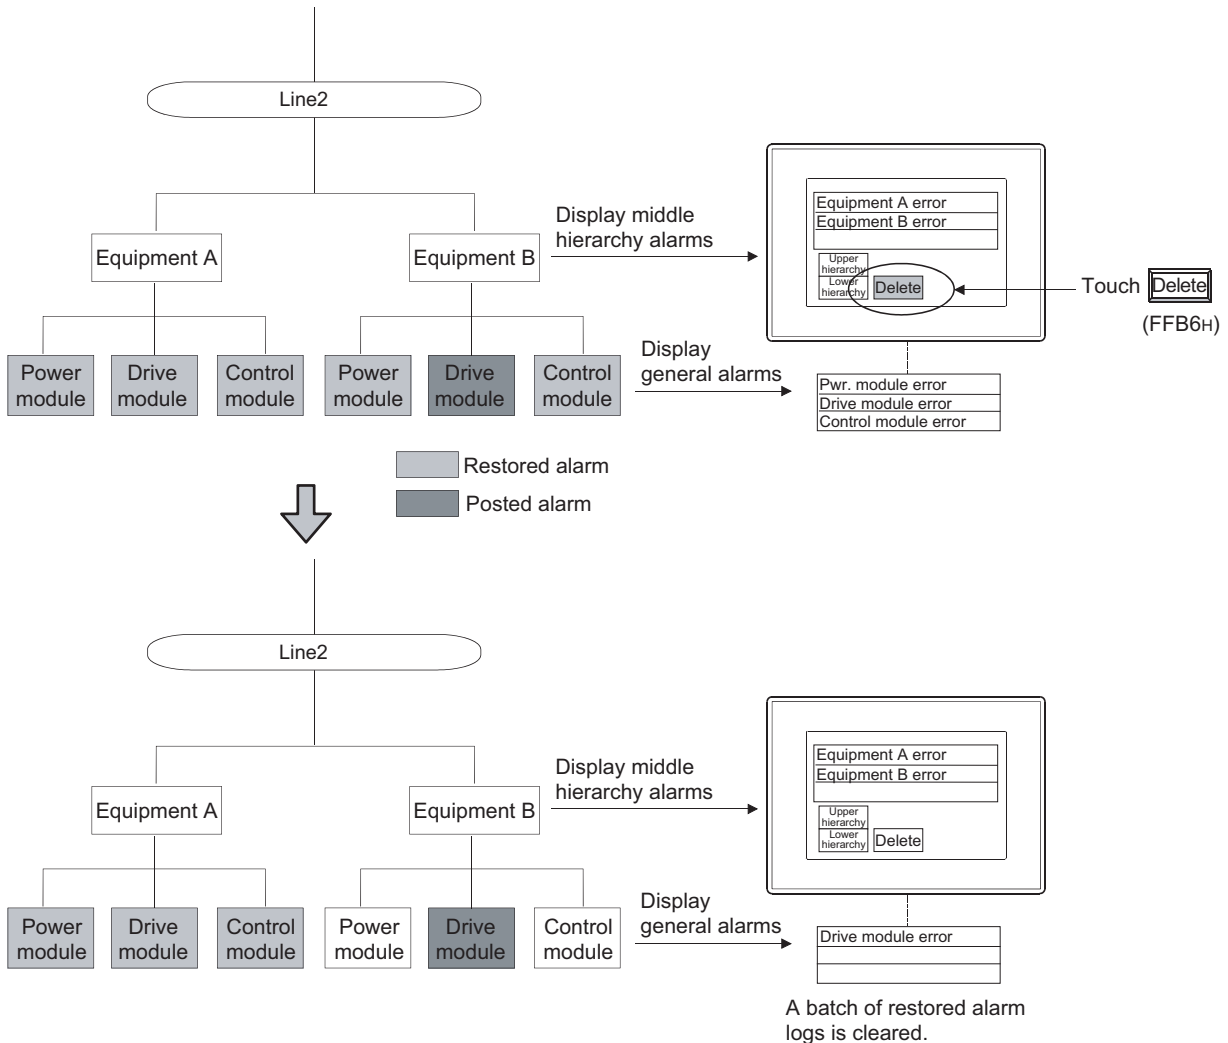 Line2
Equipment A
Equipment B
Power
module
Drive
module
Control
module
Power
module
Drive
module
Control
module
Display middle
hierarchy alarms
Display
general alarms
Equipment A error
Equipment B error
Upper
hierarchy
Lower
hierarchy
Delete
Touch Delete
(FFB6H)
Pwr. module error
Drive module error
Control module error
Restored alarm
Posted alarm
Line2
Equipment A
Equipment B
Power
module
Drive
module
Control
module
Power
module
Drive
module
Control
module
Display middle
hierarchy alarms
Display
general alarms
Equipment A error
Equipment B error
Upper
hierarchy
Lower
hierarchy
Delete
Drive module error
A batch of restored alarm
logs is cleared.